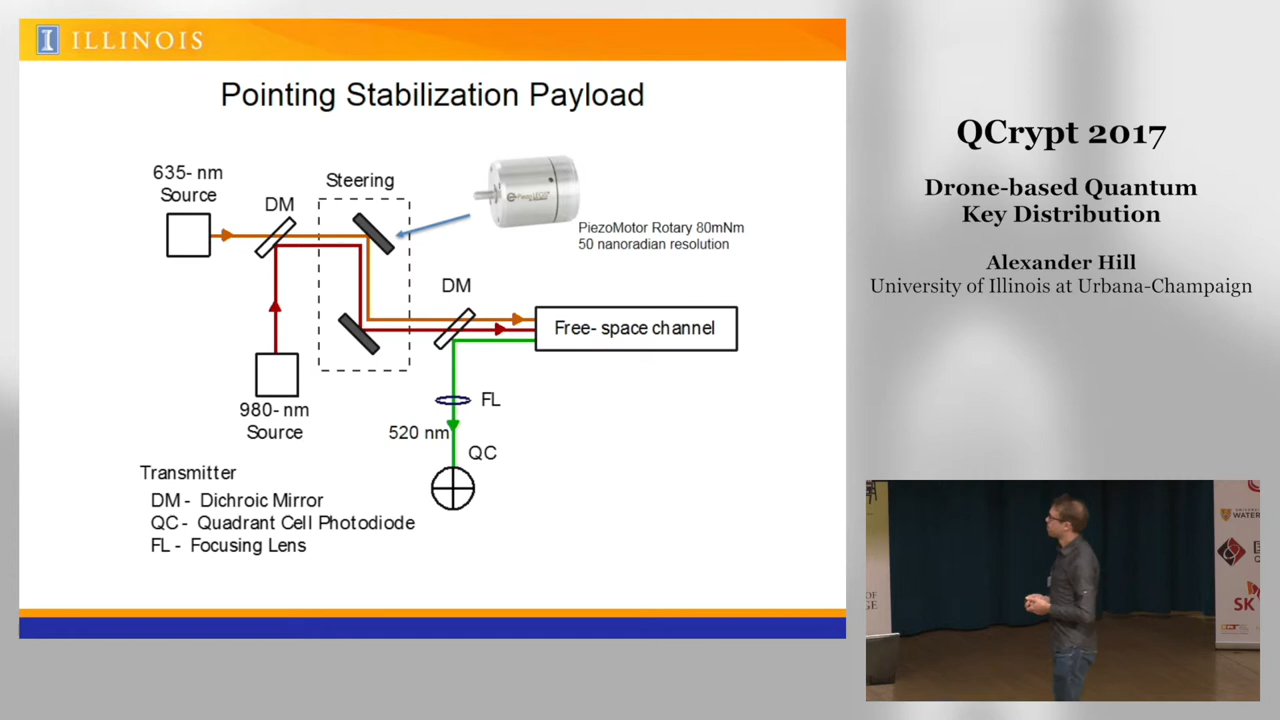 ILLINOIS
Pointing Stabilization Payload
635- nm
Source
DM
Steering
PiezoMotor Rotary 80mNm
50 nanoradian resolution
DM
Free- space channel
980- nm
Source
FL
520 nm
QC
Transmitter
DM - Dichroic Mirror
QC - Quadrant Cell Photodiode
FL - Focusing Lens
QCrypt 2017
Drone-based Quantum
Key Distribution
Alexander Hill
University of Illinois at Urbana-Champaign
SK